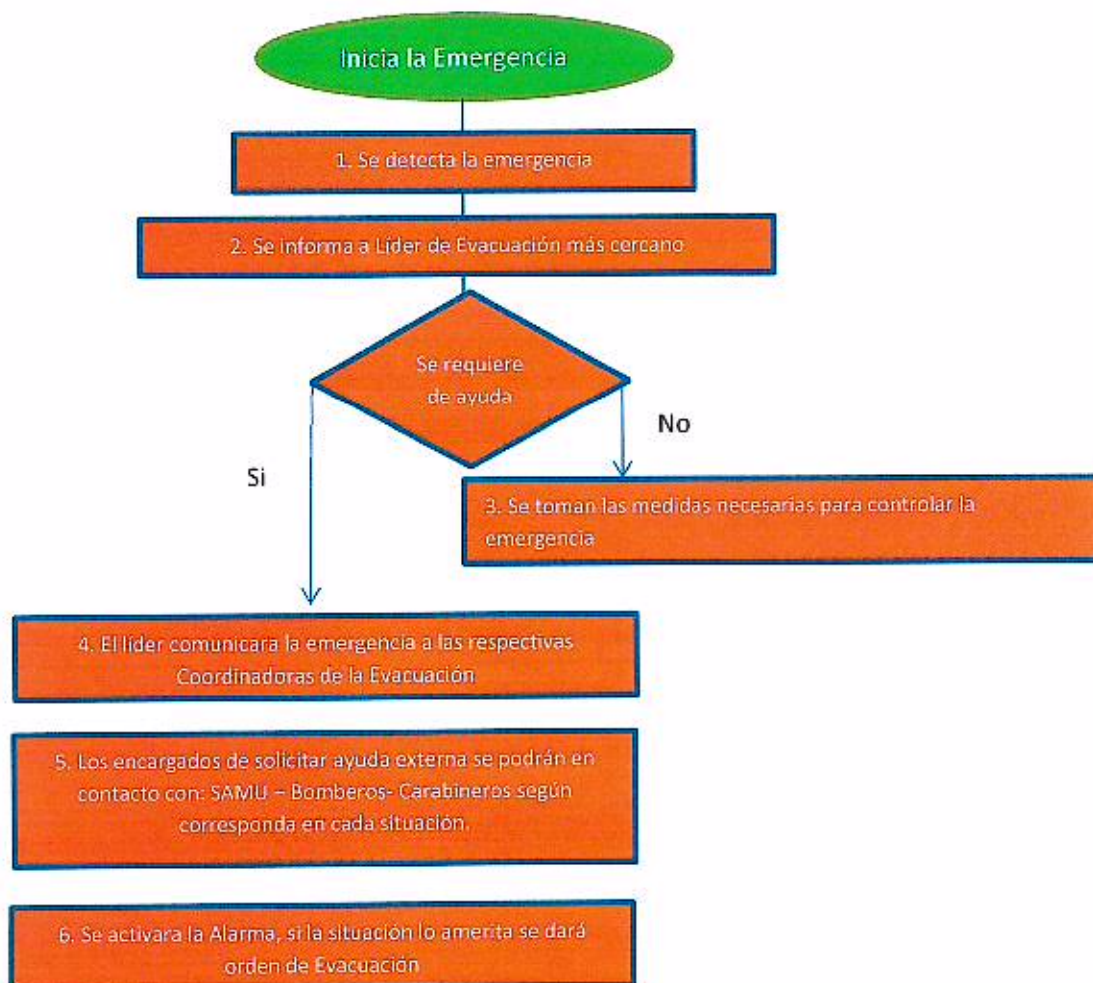 Inicia la Emergencia
1. Se detecta la emergencia
2. Se informa a Líder de Evacuación más cercano
Se requiere
de ayuda
No
Si
3. Se toman las medidas necesarias para controlar la
emergencia
4. El líder comunicara la emergencia a las respectivas
Coordinadoras de la Evacuación
5. Los encargados de solicitar ayuda externa se podrán en
contacto con: SAMU – Bomberos- Carabineros según
corresponda en cada situación.
6. Se activara la Alarma, si la situación lo amerita se dará
orden de Evacuación